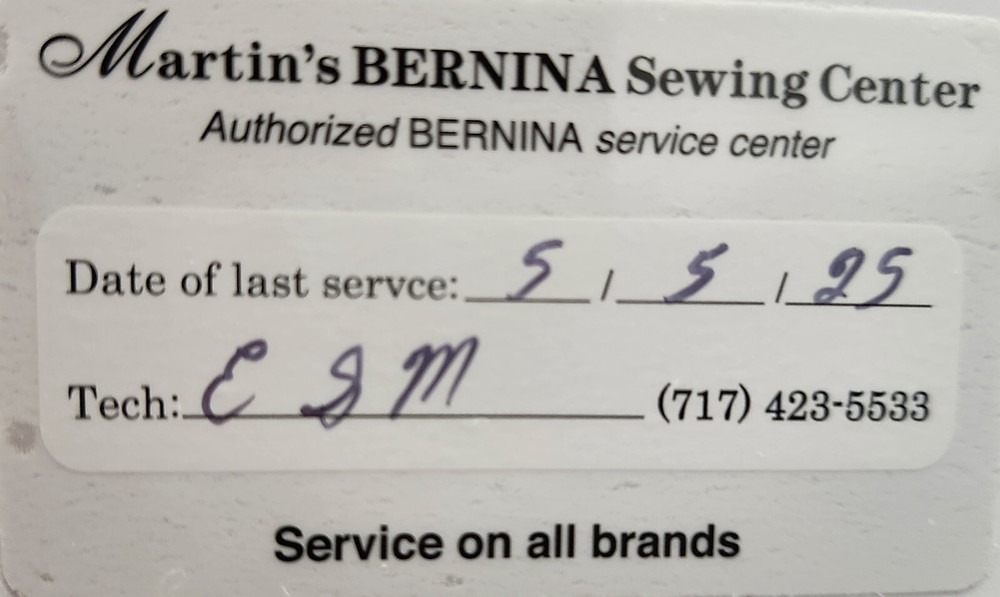 Martin's BERNINA Sewing Center
Authorized BERNINA service center
Date of last servce: 5 / 5 / 25
Tech: E S M (717) 423-5533
Service on all brands